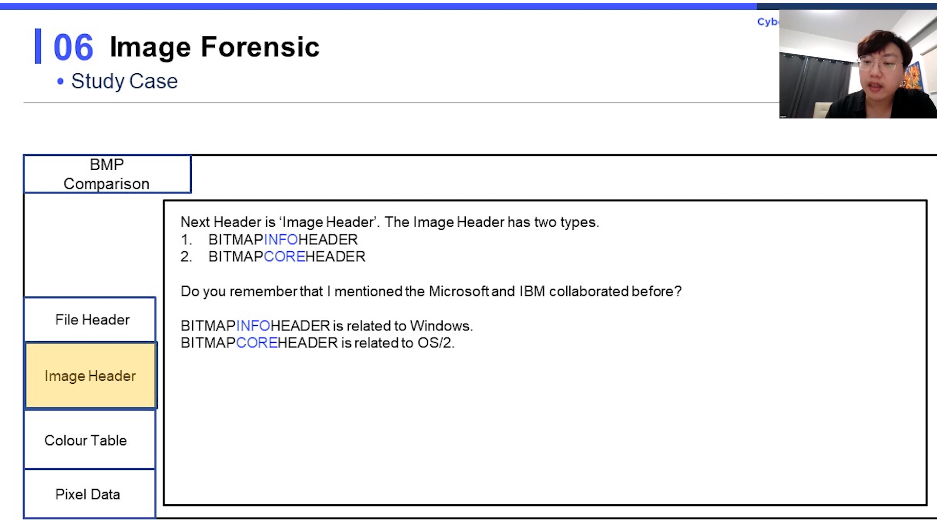 Cyb
06 Image Forensic
• Study Case
BMP
Comparison
Next Header is ‘Image Header’. The Image Header has two types.
1. BITMAPINFOHEADER
2. BITMAPCOREHEADER
Do you remember that I mentioned the Microsoft and IBM collaborated before?
BITMAPINFOHEADER is related to Windows.
BITMAPCOREHEADER is related to OS/2.
File Header
Image Header
Colour Table
Pixel Data